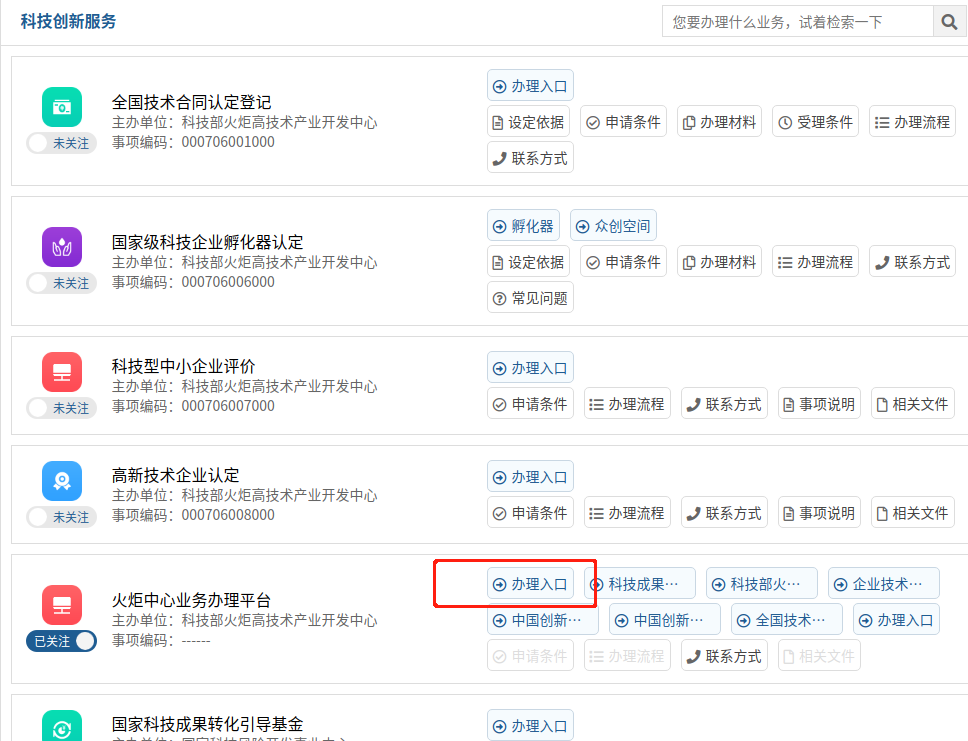 科技创新服务
您要办理什么业务，试着检索一下
全国技术合同认定登记
主办单位：科技部火炬高技术产业开发中心
事项编码：000706001000
未关注
办理入口
设定依据 申请条件 办理材料 受理条件 办理流程
联系方式
国家级科技企业孵化器认定
主办单位：科技部火炬高技术产业开发中心
事项编码：000706006000
未关注
孵化器 众创空间
设定依据 申请条件 办理材料 办理流程 联系方式
常见问题
科技型中小企业评价
主办单位：科技部火炬高技术产业开发中心
事项编码：000706007000
未关注
办理入口
申请条件 办理流程 联系方式 事项说明 相关文件
高新技术企业认定
主办单位：科技部火炬高技术产业开发中心
事项编码：000706008000
未关注
办理入口
申请条件 办理流程 联系方式 事项说明 相关文件
火炬中心业务办理平台
主办单位：科技部火炬高技术产业开发中心
事项编码：------
已关注
办理入口 科技成果··· 科技部火··· 企业技术···
中国创新··· 中国创新··· 全国技术··· 办理入口
申请条件 办理流程 联系方式 相关文件
国家科技成果转化引导基金
办理入口